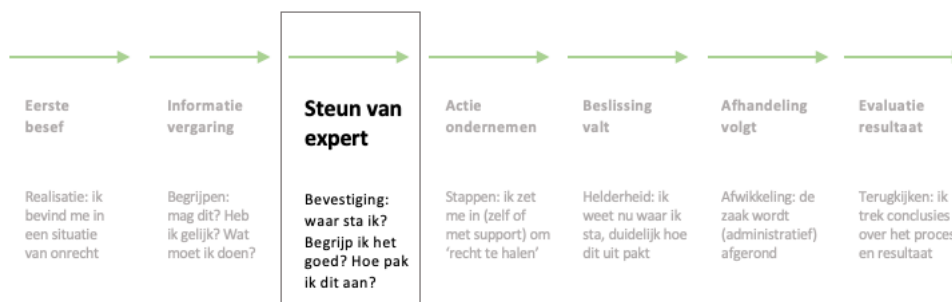 Eerste
besef
Informatie
vergaring
Steun van
expert
Actie
ondernemen
Beslissing
valt
Afhandeling
volgt
Evaluatie
resultaat
Realisatie: ik
bevind me in
een situatie
van onrecht
Begrijpen:
mag dit? Heb
ik gelijk? Wat
moet ik doen?
Bevestiging:
waar sta ik?
Begrijp ik het
goed? Hoe pak
ik dit aan?
Stappen: ik zet
me in (zelf of
met support) om
‘recht te halen’
Helderheid: ik
weet nu waar ik
sta, duidelijk hoe
dit uit pakt
Afwikkeling: de
zaak wordt
(administratief)
afgerond
Terugkijken: ik
trek conclusies
over het proces
en resultaat